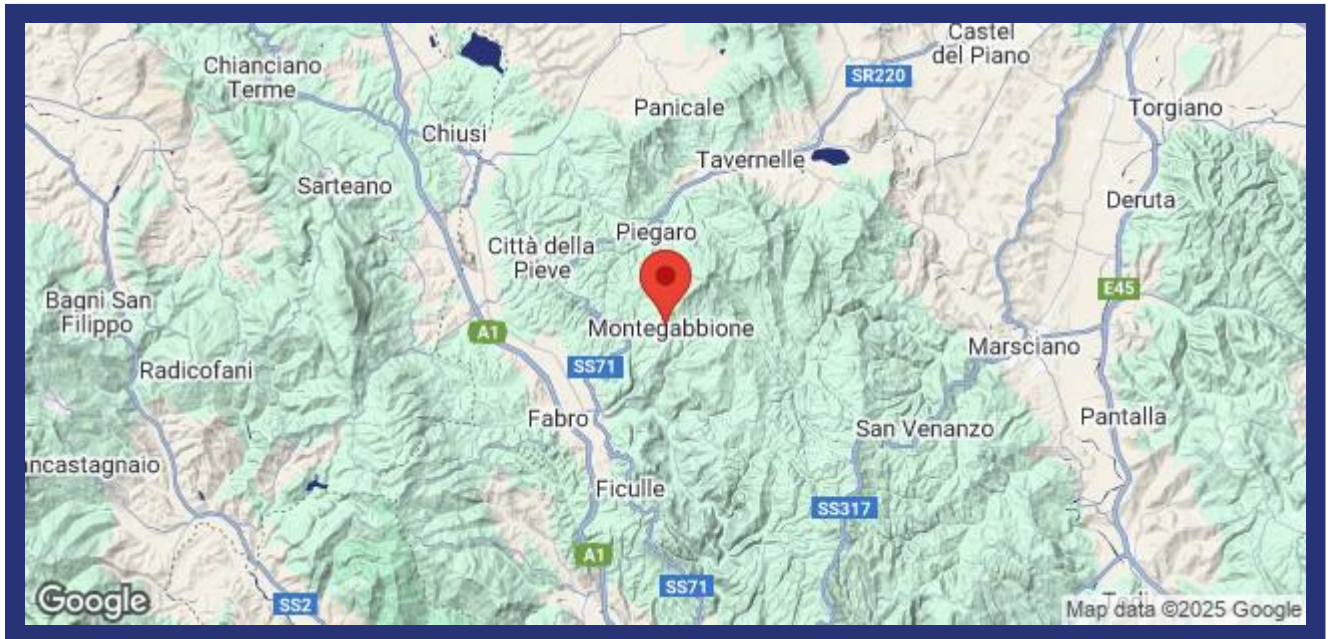 Castel
del Piano
Chianciano
Terme
SR220
Panicale
Torgiano
Chiusi
Tavernelle
Sarteano
Deruta
Piegaro
Città della
Pieve
E45
Bagni San
Filippo
Montegabbione
A1
Marsciano
SS71
Radicofani
Fabro
Pantalla
San Venanzo
ncastagnaio
Ficulle
SS317
A1
SS71
Google
SS2
Todi
Map data ©2025 Google